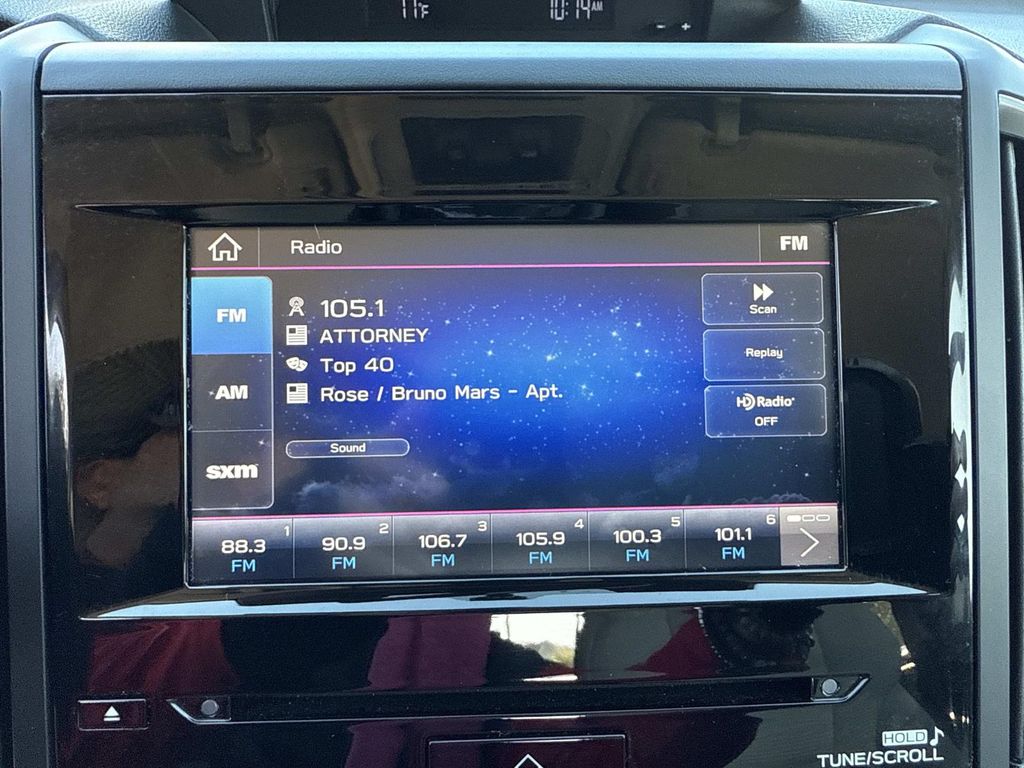 11°F
10:14AM
- +
Radio
FM
FM
105.1
ATTORNEY
Top 40
Rose / Bruno Mars - Apt.
Scan
Replay
HD Radio
OFF
AM
sxm
Sound
1
88.3
FM
2
90.9
FM
3
106.7
FM
4
105.9
FM
5
100.3
FM
6
101.1
FM
HOLD
TUNE/SCROLL